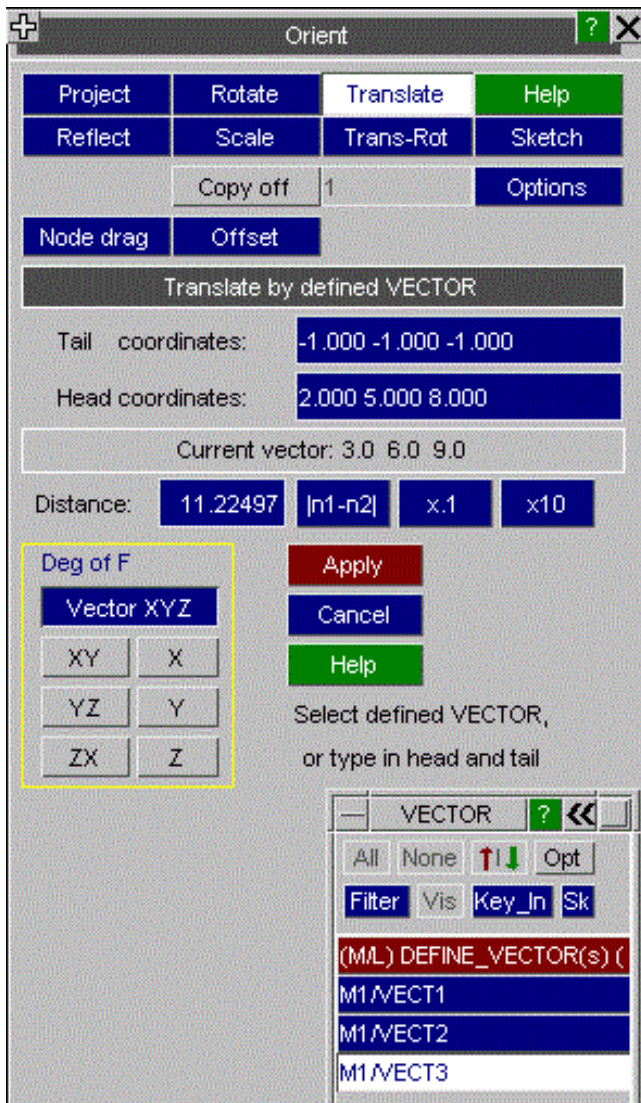 Orient ? X
Project Rotate Translate Help
Reflect Scale Trans-Rot Sketch
Copy off 1 Options
Node drag Offset
Translate by defined VECTOR
Tail coordinates: -1.000 -1.000 -1.000
Head coordinates: 2.000 5.000 8.000
Current vector: 3.0 6.0 9.0
Distance: 11.22497 |n1-n2| x.1 x10
Deg of F
Apply
Vector XYZ
Cancel
XY X
Help
YZ Y
Select defined VECTOR,
ZX Z
or type in head and tail
VECTOR ?
All None Opt
Filter Vis Key_In Sk
(M/L) DEFINE_VECTOR(s) (
M1/VECT1
M1/VECT2
M1/VECT3